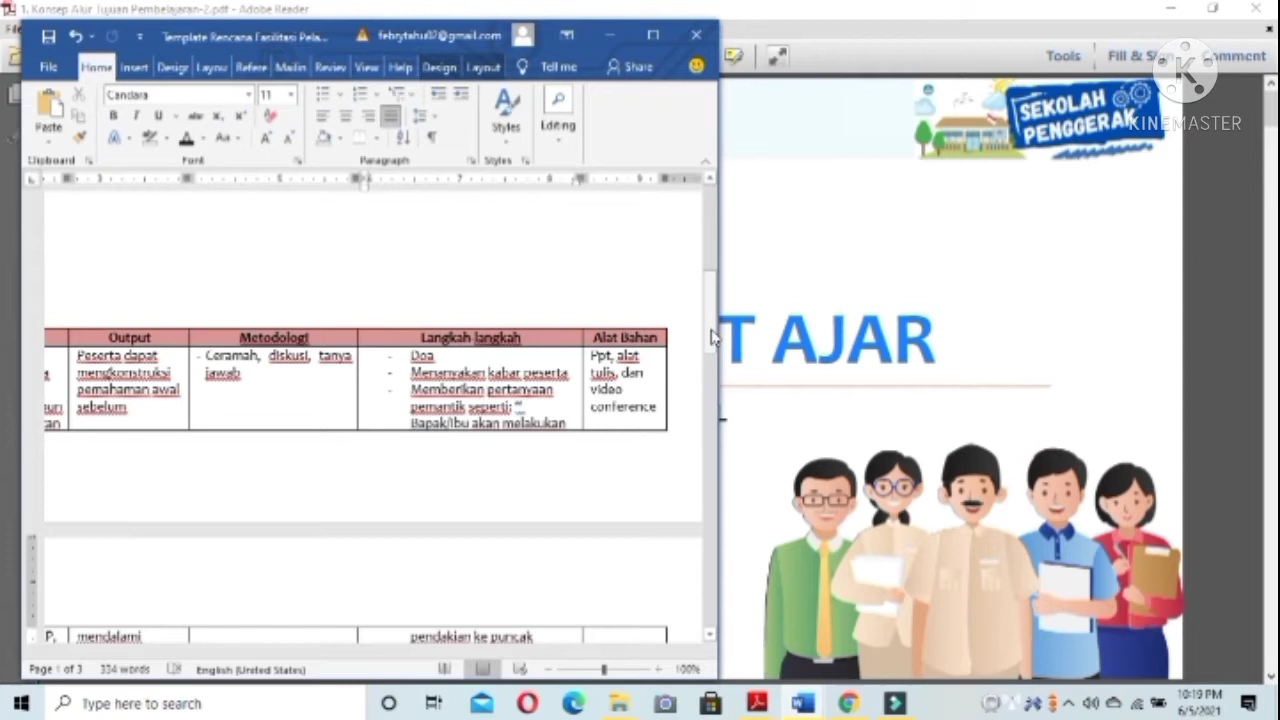 1. Konsep Alur Tujuan Pembelajaran-2.pdf - Adobe Reader
Template Rencana Fasilitasi Pela...
febrytahu02@gmail.com
File Home Insert Design Layou Refere Mailin Review View Help Design Layout Tell me Share
Tools Fill & Comment
SEKOLAH
PENGGERAK
KINEMASTER
Candara 11
Paste
Styles
Editing
Clipboard Font Paragraph Styles
Output Metodologi Langkah-langkah Alat Bahan
Peserta dapat - Ceramah, diskusi, tanya - Doa Ppt, alat
mengkonstruksi jawab - Menanyakan kabar peserta tulis, dan
pemahaman awal - Memberikan pertanyaan video
sebelum pemantik seperti: “ conference
Bapak/Ibu akan melakukan
P, mendalami pendakian ke puncak
T AJAR
Page 1 of 3 334 words English (United States) 100%
Type here to search
10:19 PM
6/5/2021